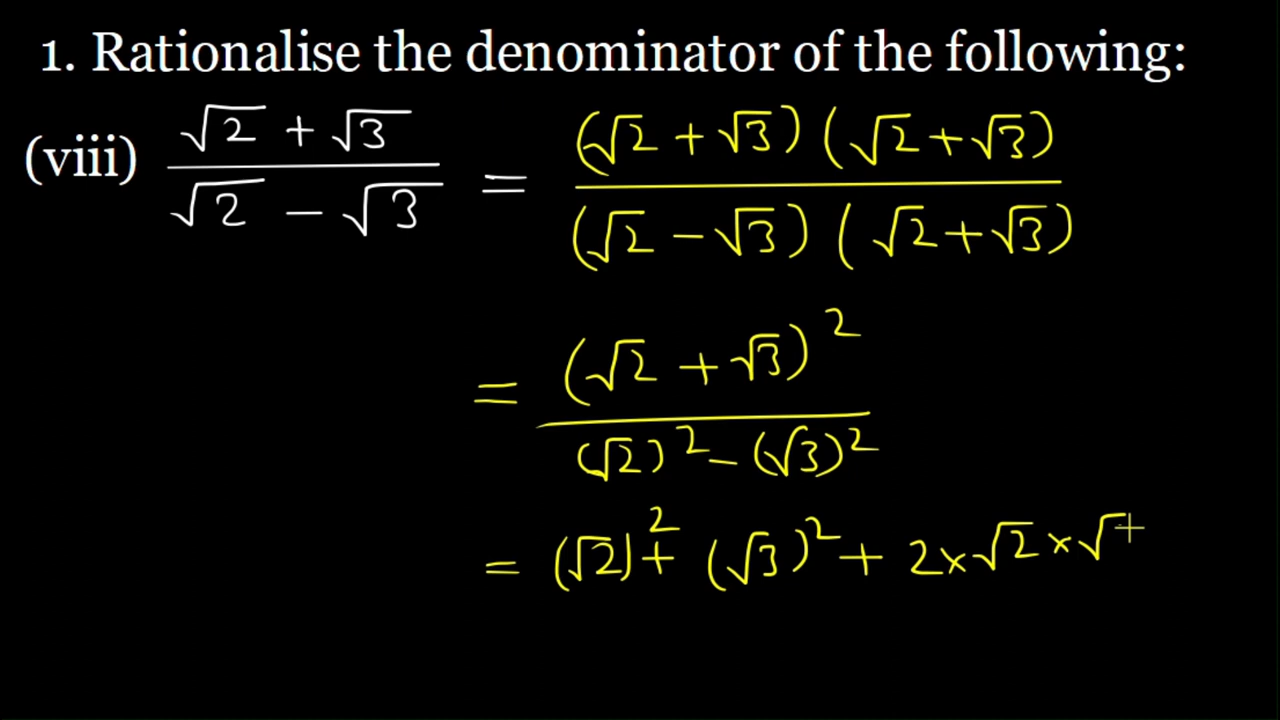 1. Rationalise the denominator of the following:
(viii) (√2 + √3)/(√2 − √3) = ((√2 + √3)(√2 + √3))/((√2 − √3)(√2 + √3))
= (√2 + √3)²/((√2)² − (√3)²)
= (√2)² + (√3)² + 2×√2×√